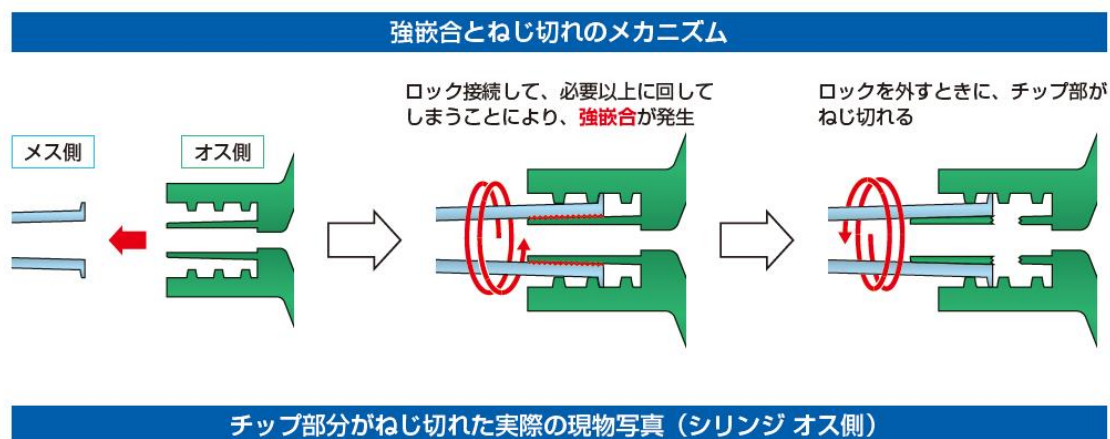 強嵌合とねじ切れのメカニズム
ロック接続して、必要以上に回して
しまうことにより、強嵌合が発生
ロックを外すときに、チップ部が
ねじ切れる
メス側
オス側
チップ部分がねじ切れた実際の現物写真（シリンジ オス側）